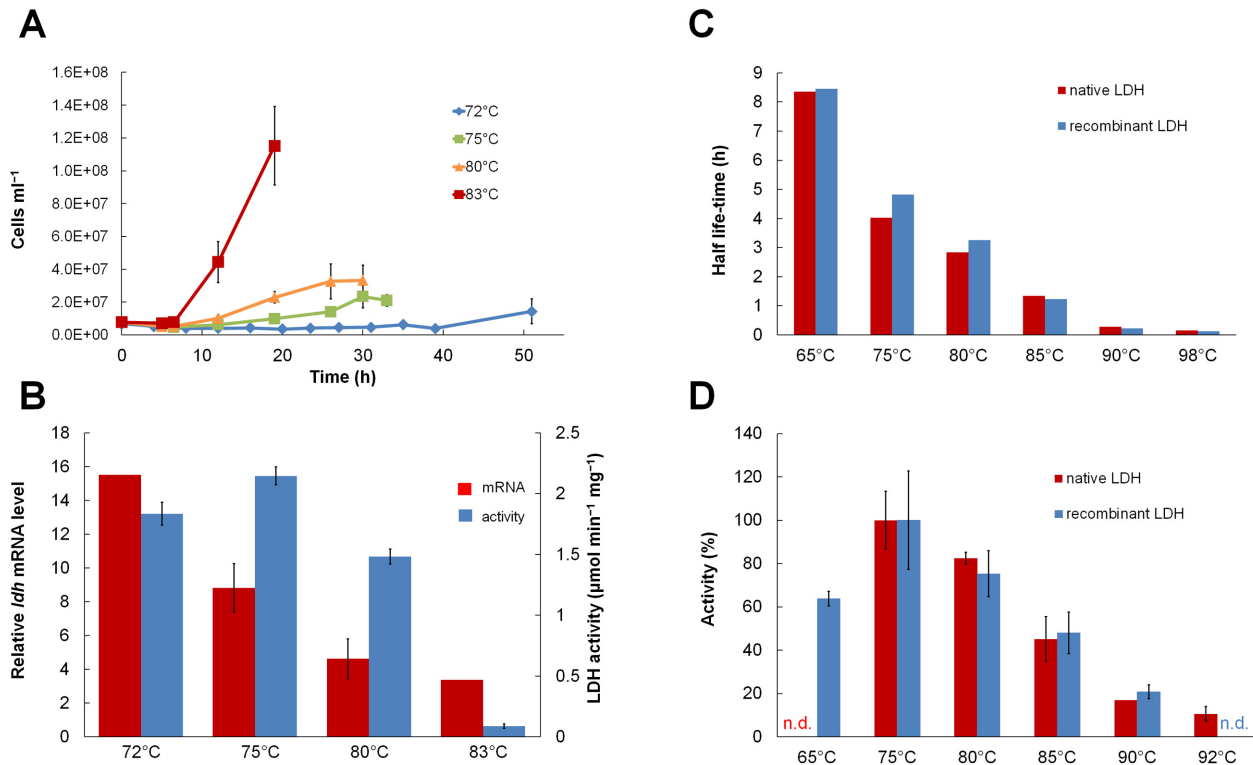 A
Cells ml⁻¹
1.6E+08
1.4E+08
1.2E+08
1.0E+08
8.0E+07
6.0E+07
4.0E+07
2.0E+07
0.0E+00
0 10 20 30 40 50
Time (h)
72°C
75°C
80°C
83°C
B
Relative ldh mRNA level
18
16
14
12
10
8
6
4
2
0
72°C 75°C 80°C 83°C
mRNA
activity
2.5
2
1.5
1
0.5
0
LDH activity (µmol min⁻¹ mg⁻¹)
C
Half life-time (h)
9
8
7
6
5
4
3
2
1
0
65°C 75°C 80°C 85°C 90°C 98°C
native LDH
recombinant LDH
D
Activity (%)
140
120
100
80
60
40
20
0
n.d.
n.d.
65°C 75°C 80°C 85°C 90°C 92°C
native LDH
recombinant LDH